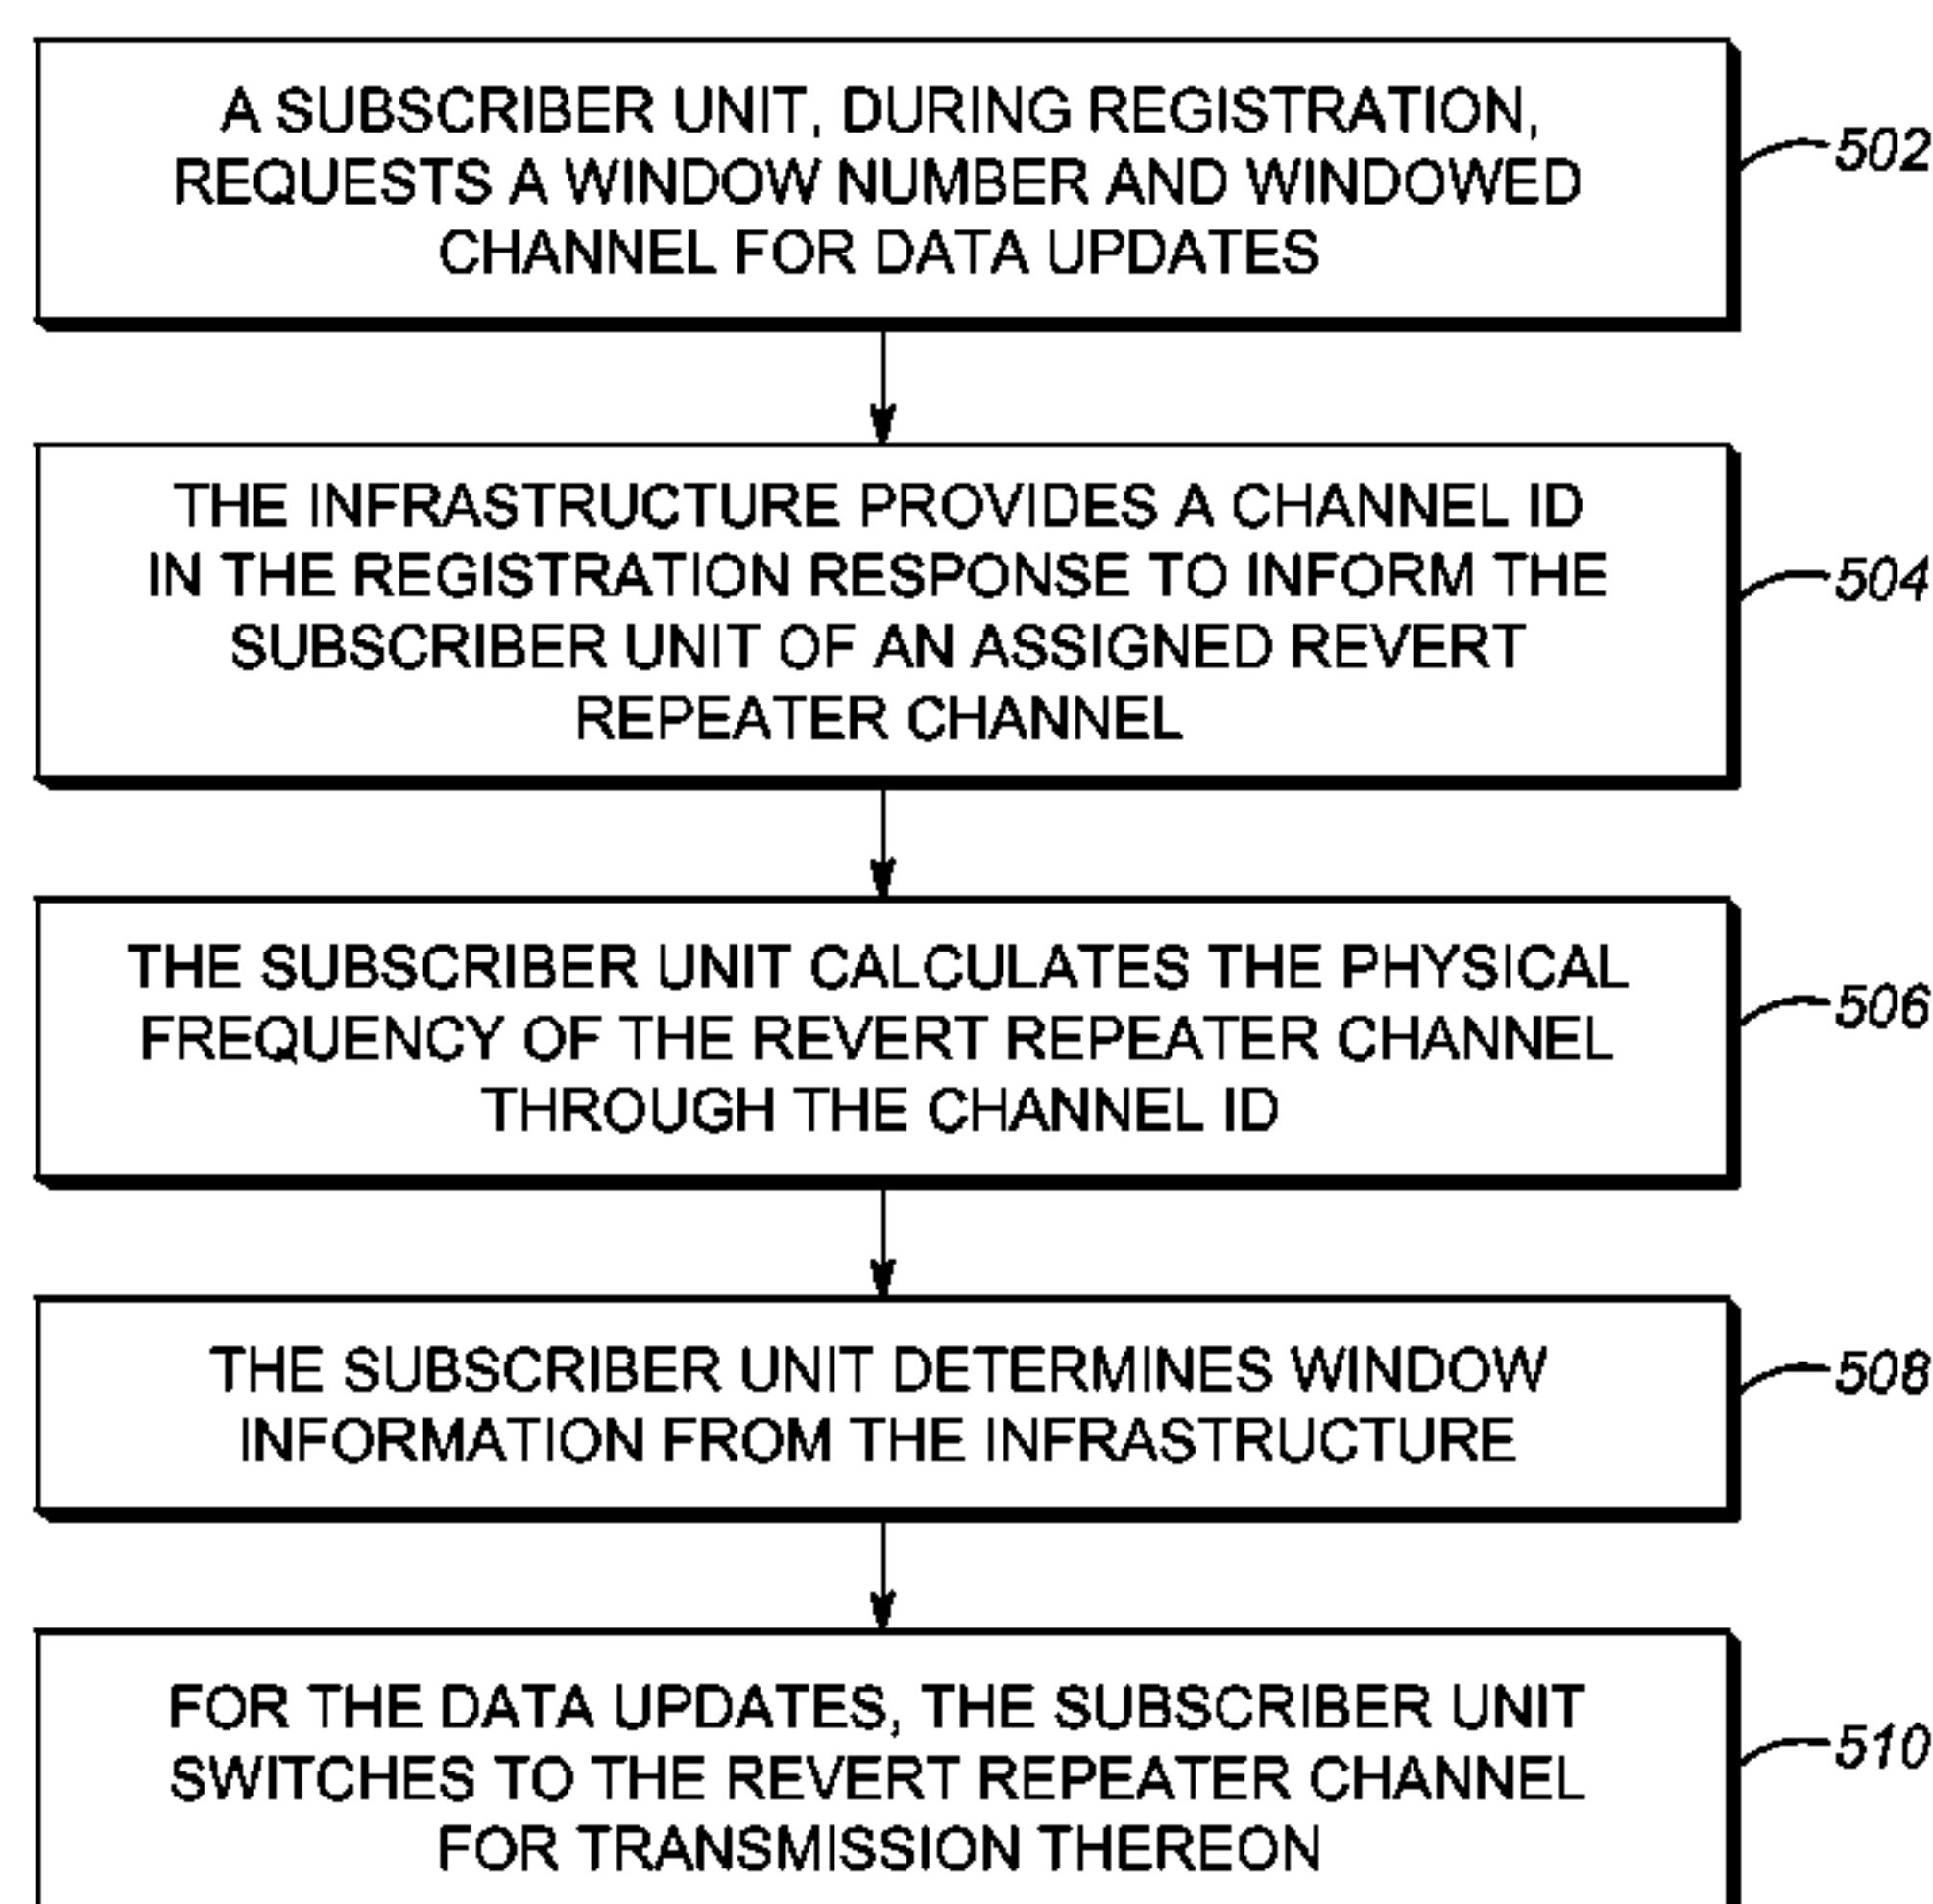 A SUBSCRIBER UNIT, DURING REGISTRATION,
REQUESTS A WINDOW NUMBER AND WINDOWED
CHANNEL FOR DATA UPDATES
502
THE INFRASTRUCTURE PROVIDES A CHANNEL ID
IN THE REGISTRATION RESPONSE TO INFORM THE
SUBSCRIBER UNIT OF AN ASSIGNED REVERT
REPEATER CHANNEL
504
THE SUBSCRIBER UNIT CALCULATES THE PHYSICAL
FREQUENCY OF THE REVERT REPEATER CHANNEL
THROUGH THE CHANNEL ID
506
THE SUBSCRIBER UNIT DETERMINES WINDOW
INFORMATION FROM THE INFRASTRUCTURE
508
FOR THE DATA UPDATES, THE SUBSCRIBER UNIT
SWITCHES TO THE REVERT REPEATER CHANNEL
FOR TRANSMISSION THEREON
510